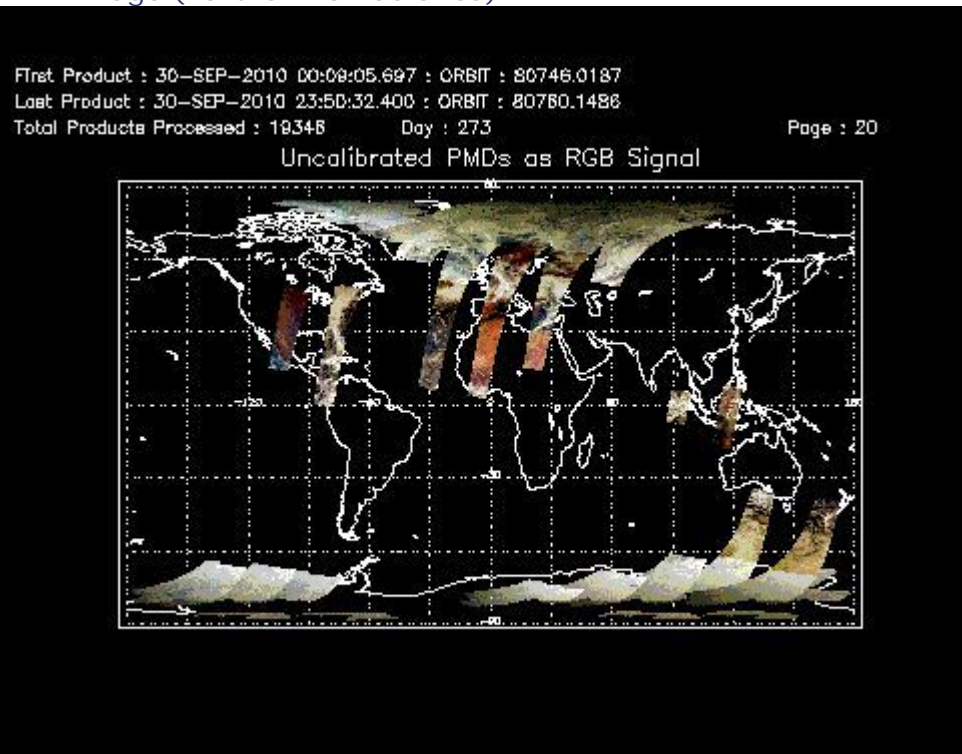 First Product : 30-SEP-2010 00:09:05.697 : ORBIT : 80746.0187
Last Product : 30-SEP-2010 23:50:32.400 : ORBIT : 80760.1486
Total Products Processed : 19346 Day : 273 Page : 20
Uncalibrated PMDs as RGB Signal